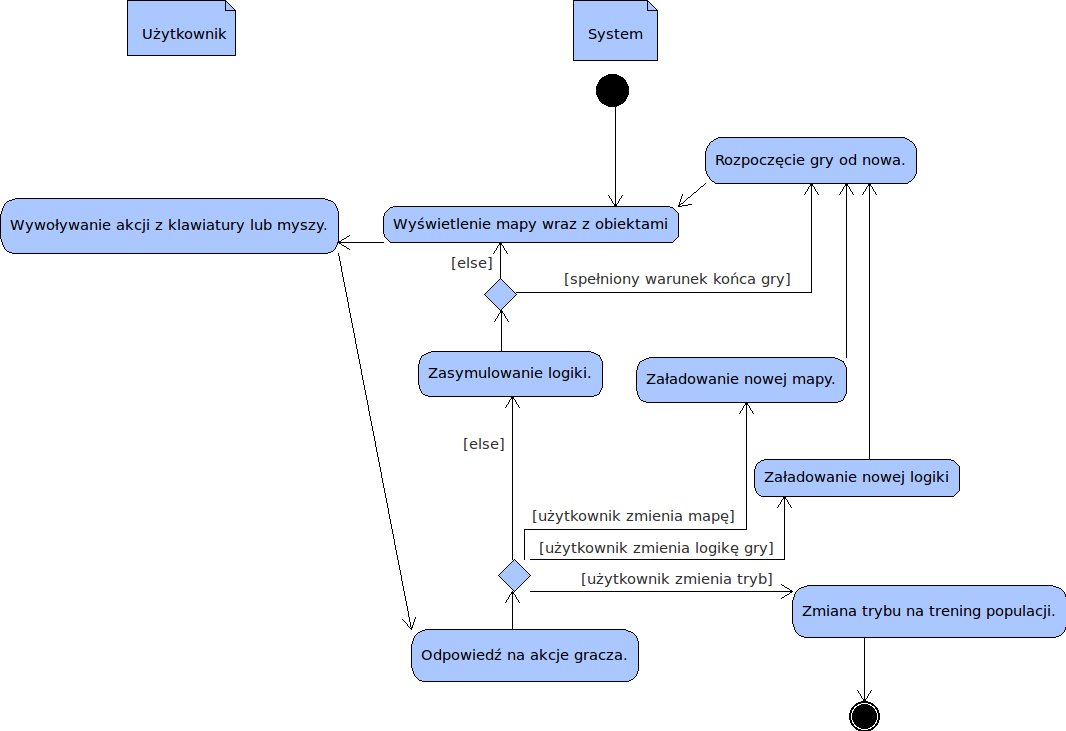 Użytkownik
System
Rozpoczęcie gry od nowa.
Wywoływanie akcji z klawiatury lub myszy.
Wyświetlenie mapy wraz z obiektami
[else]
[spełniony warunek końca gry]
Zasymulowanie logiki.
Załadowanie nowej mapy.
[else]
Załadowanie nowej logiki
[użytkownik zmienia mapę]
[użytkownik zmienia logikę gry]
[użytkownik zmienia tryb]
Zmiana trybu na trening populacji.
Odpowiedź na akcje gracza.